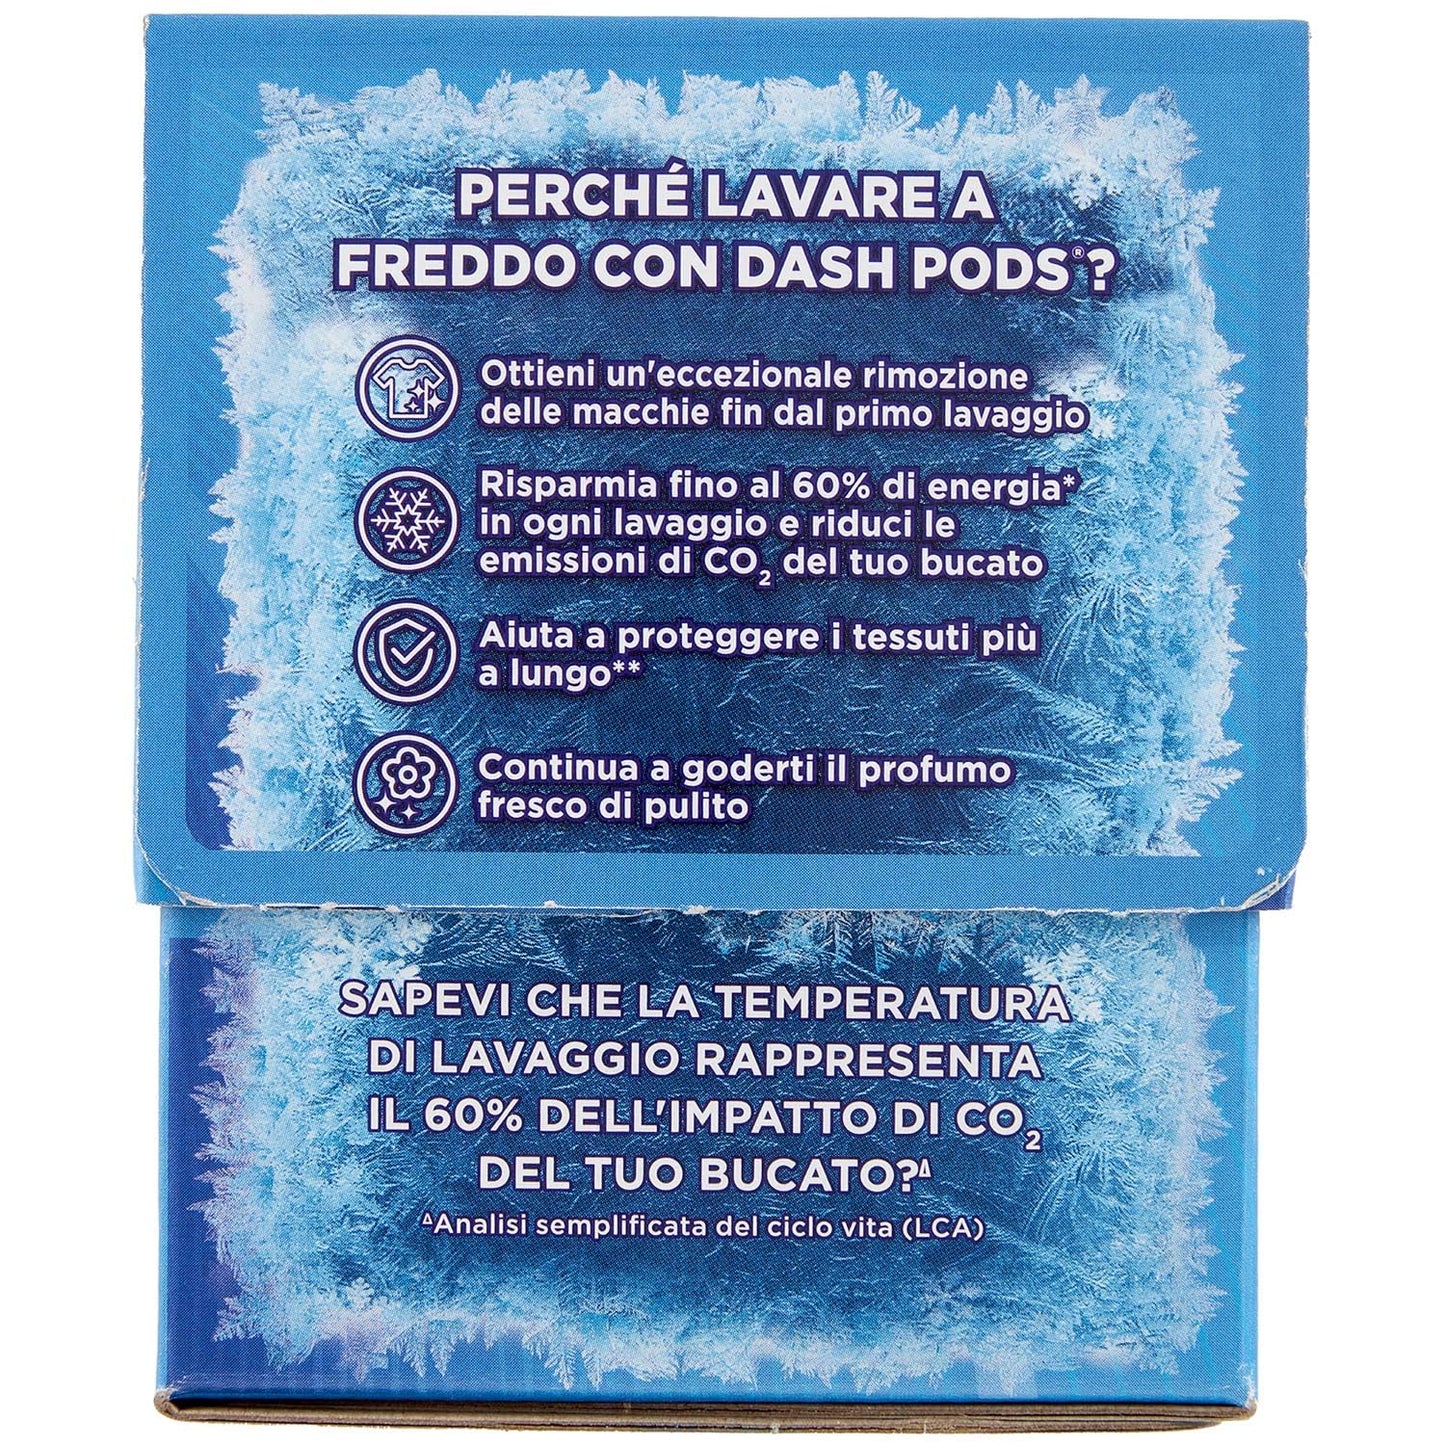 PERCHÉ LAVARE A
FREDDO CON DASH PODS®?
Ottieni un'eccezionale rimozione
delle macchie fin dal primo lavaggio
Risparmia fino al 60% di energia*
in ogni lavaggio e riduci le
emissioni di CO₂ del tuo bucato
Aiuta a proteggere i tessuti più
a lungo**
Continua a goderti il profumo
fresco di pulito
SAPEVI CHE LA TEMPERATURA
DI LAVAGGIO RAPPRESENTA
IL 60% DELL'IMPATTO DI CO₂
DEL TUO BUCATO?Δ
ΔAnalisi semplificata del ciclo vita (LCA)